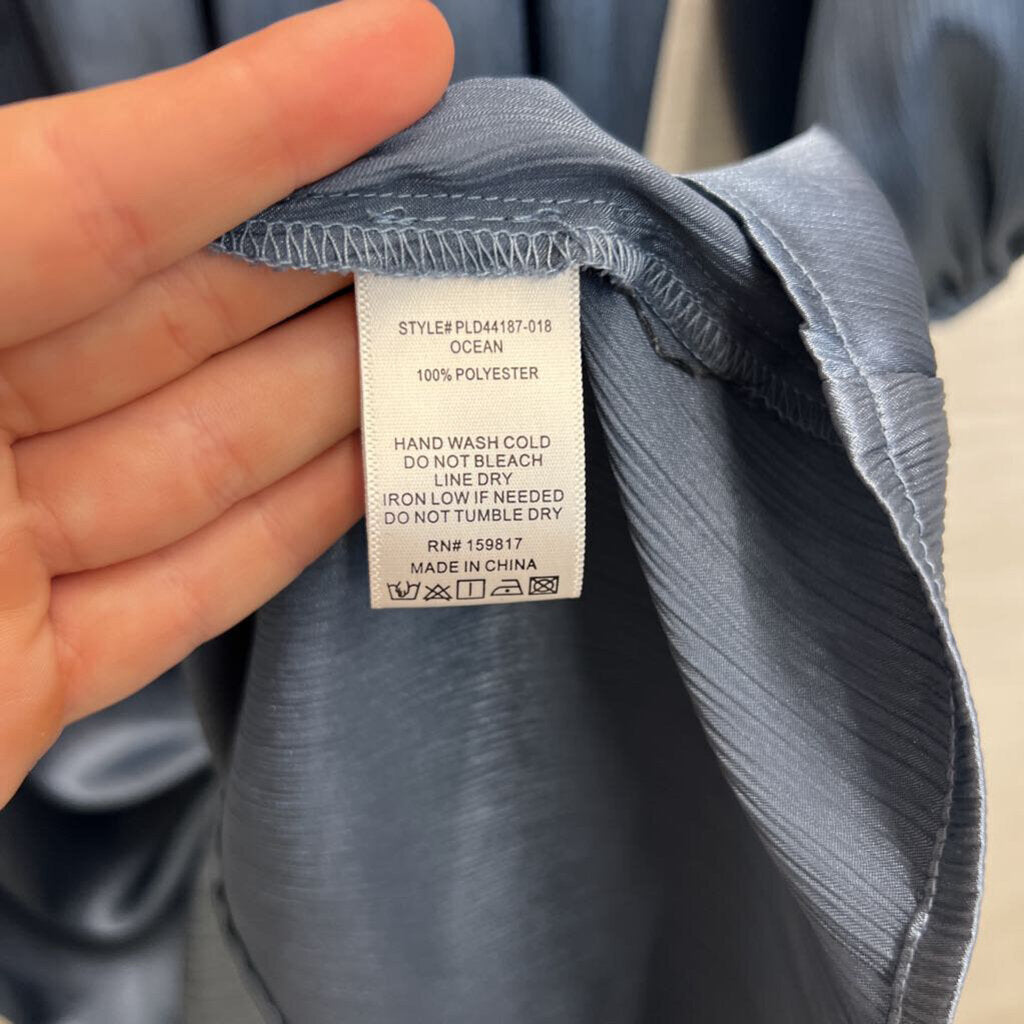 STYLE# PLD44187-018
OCEAN
100% POLYESTER
HAND WASH COLD
DO NOT BLEACH
LINE DRY
IRON LOW IF NEEDED
DO NOT TUMBLE DRY
RN# 159817
MADE IN CHINA